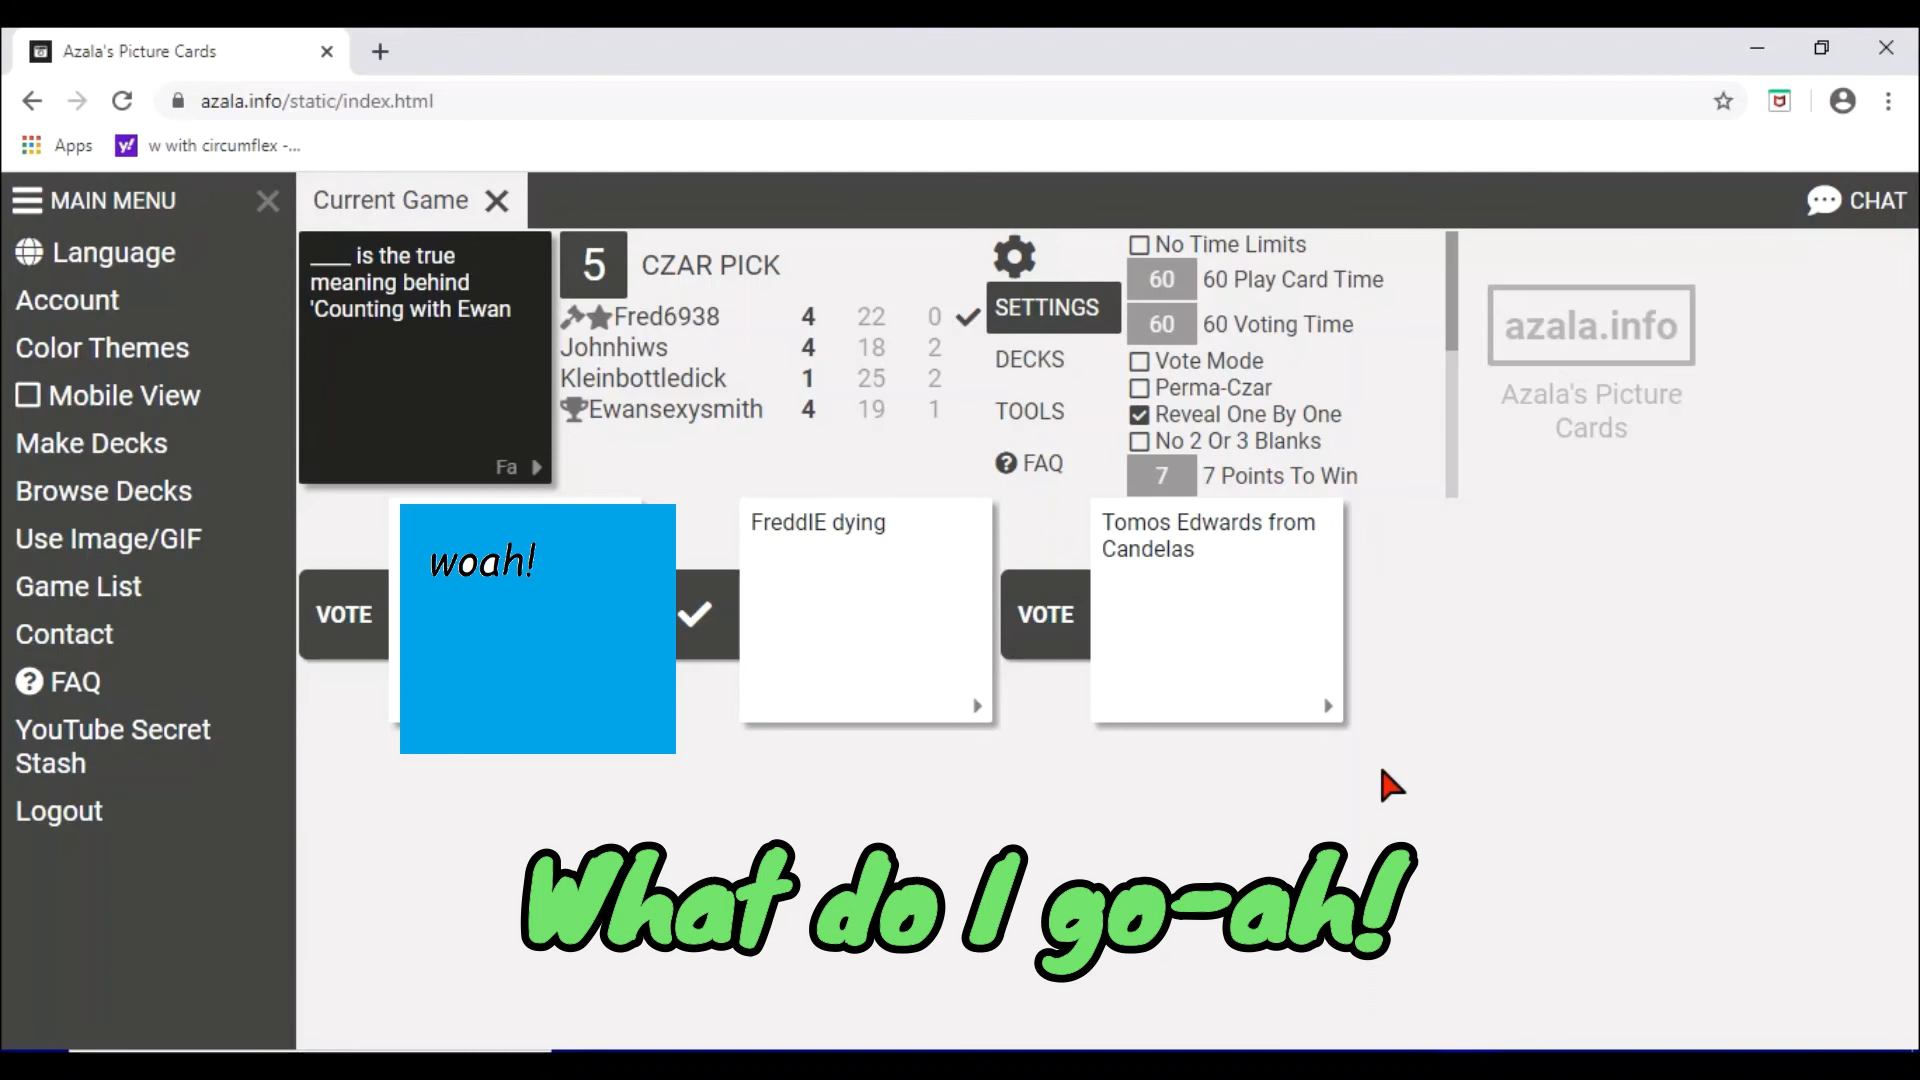 Azala's Picture Cards
azala.info/static/index.html
Apps
w with circumflex -...
MAIN MENU
Language
Account
Color Themes
Mobile View
Make Decks
Browse Decks
Use Image/GIF
Game List
Contact
FAQ
YouTube Secret
Stash
Logout
Current Game
CHAT
____ is the true
meaning behind
'Counting with Ewan
Fa
5 CZAR PICK
Fred6938 4 22 0
Johnhiws 4 18 2
Kleinbottledick 1 25 2
Ewansexysmith 4 19 1
SETTINGS
DECKS
TOOLS
FAQ
No Time Limits
60 60 Play Card Time
60 60 Voting Time
Vote Mode
Perma-Czar
Reveal One By One
No 2 Or 3 Blanks
7 7 Points To Win
azala.info
Azala's Picture
Cards
VOTE
woah!
FreddIE dying
VOTE
Tomos Edwards from
Candelas
What do I go-ah!